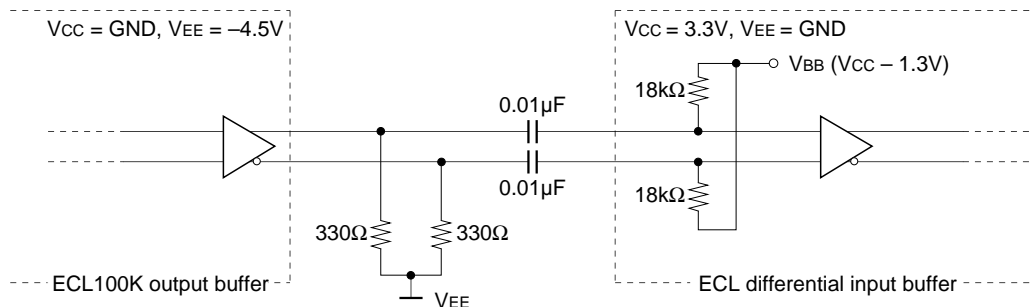 VCC = GND, VEE = –4.5V
VCC = 3.3V, VEE = GND
VBB (VCC – 1.3V)
18kΩ
0.01µF
0.01µF
18kΩ
330Ω
330Ω
ECL100K output buffer
VEE
ECL differential input buffer